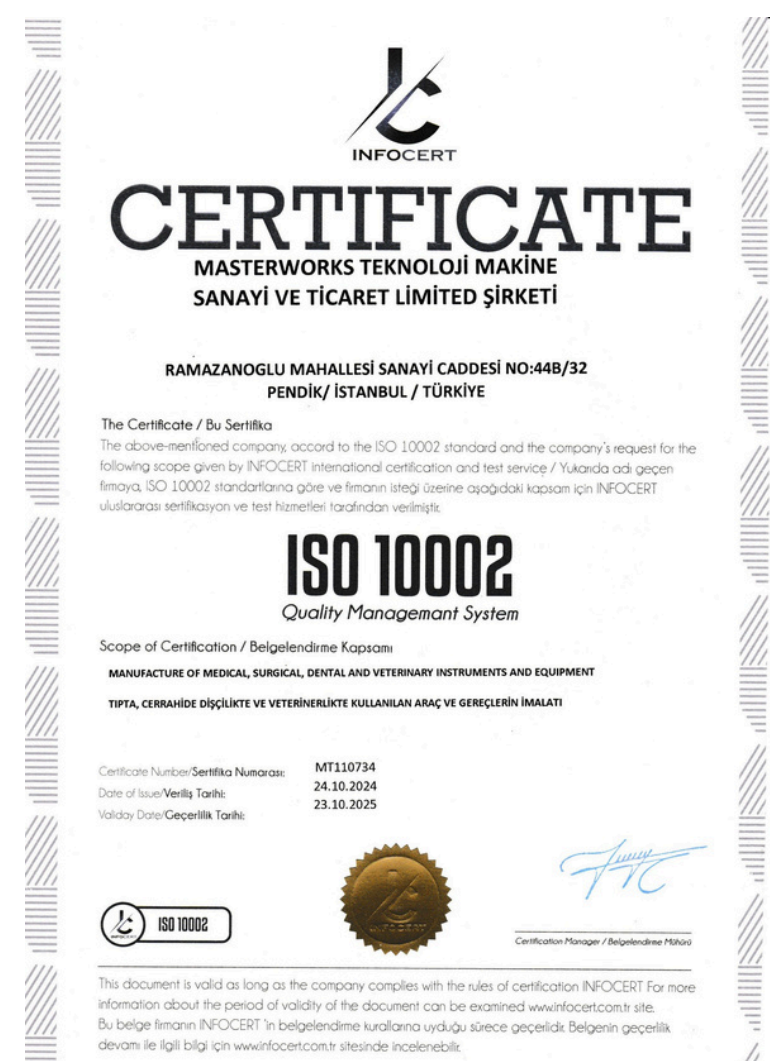 INFOCERT
CERTIFICATE
MASTERWORKS TEKNOLOJİ MAKİNE
SANAYİ VE TİCARET LİMİTED ŞİRKETİ
RAMAZANOGLU MAHALLESİ SANAYİ CADDESİ NO:44B/32
PENDİK/ İSTANBUL / TÜRKİYE
The Certificate / Bu Sertifika
The above-mentioned company, accord to the ISO 10002 standard and the company's request for the
following scope given by INFOCERT international certification and test service / Yukarıda adı geçen
firmaya, ISO 10002 standartlarına göre ve firmanın isteği üzerine aşağıdaki kapsam için INFOCERT
uluslararası sertifikasyon ve test hizmetleri tarafından verilmiştir.
ISO 10002
Quality Managemant System
Scope of Certification / Belgelendirme Kapsamı
MANUFACTURE OF MEDICAL, SURGICAL, DENTAL AND VETERINARY INSTRUMENTS AND EQUIPMENT
TIPTA, CERRAHİDE DİŞÇİLİKTE VE VETERİNERLİKTE KULLANILAN ARAÇ VE GEREÇLERİN İMALATI
Certificate Number/Sertifika Numarası: MT110734
Date of Issue/Veriliş Tarihi: 24.10.2024
Validay Date/Geçerlilik Tarihi: 23.10.2025
INFOCERT
ISO 10002
INFOCERT
Certification Manager / Belgelendirme Mühürü
This document is valid as long as the company complies with the rules of certification INFOCERT For more
information about the period of validity of the document can be examined www.infocert.com.tr site.
Bu belge firmanın INFOCERT 'in belgelendirme kurallarına uyduğu sürece geçerlidir. Belgenin geçerlilik
devamı ile ilgili bilgi için www.infocert.com.tr sitesinde incelenebilir.